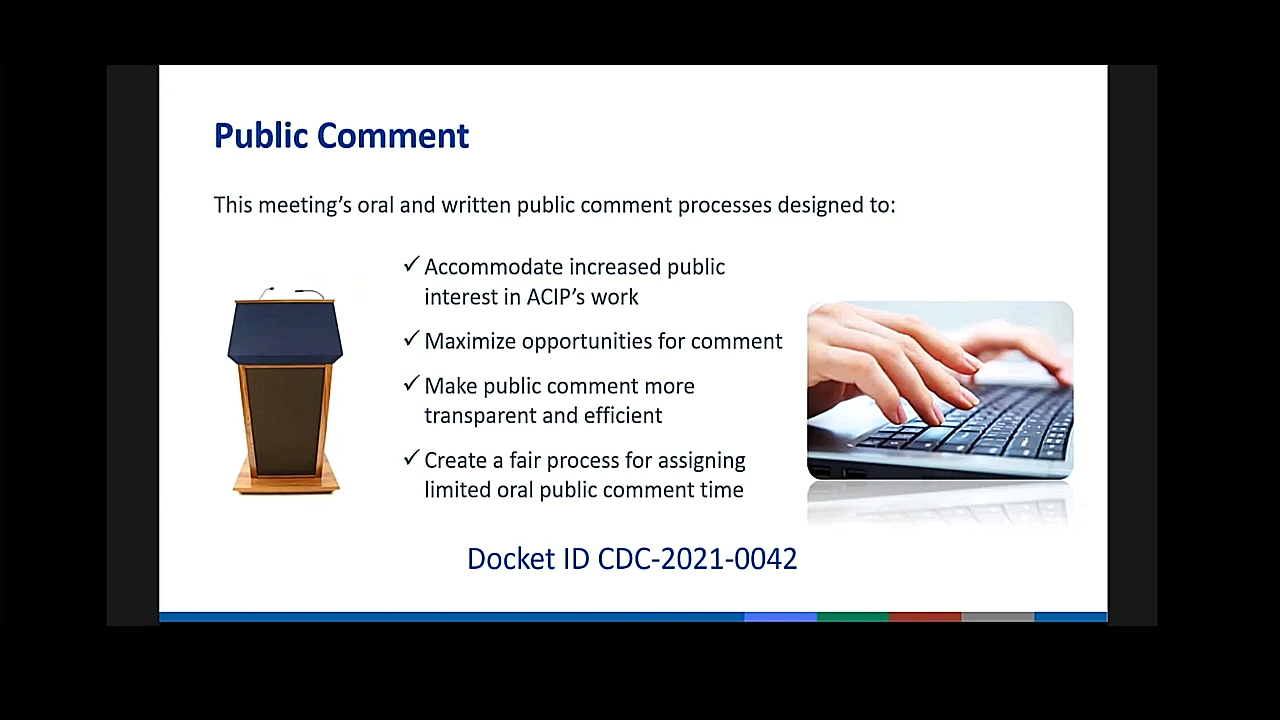 Public Comment
This meeting’s oral and written public comment processes designed to:
✓ Accommodate increased public
interest in ACIP’s work
✓ Maximize opportunities for comment
✓ Make public comment more
transparent and efficient
✓ Create a fair process for assigning
limited oral public comment time
Docket ID CDC-2021-0042